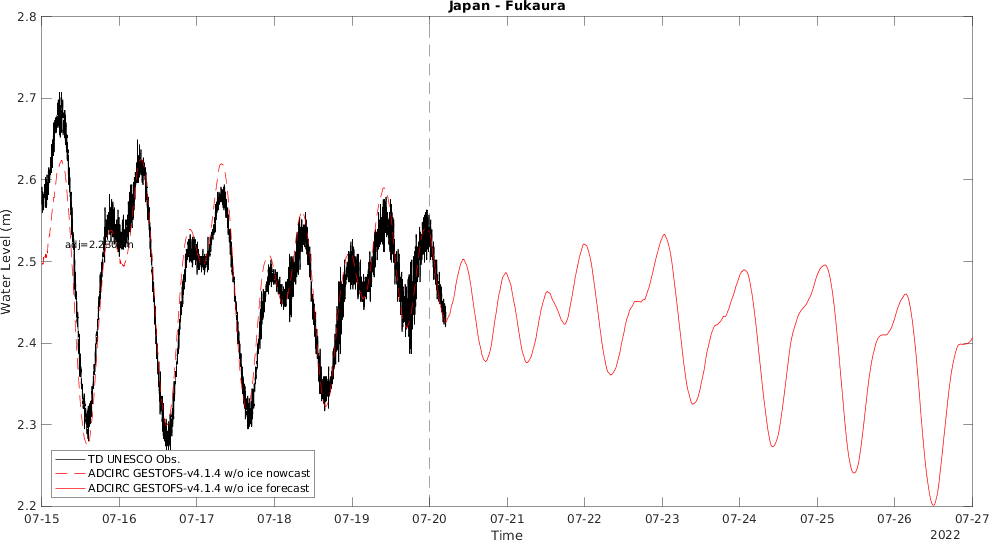 Japan - Fukaura
Water Level (m)
2.8
2.7
2.6
2.5
2.4
2.3
2.2
TD UNESCO Obs.
ADCIRC GESTOFS-v4.1.4 w/o ice nowcast
ADCIRC GESTOFS-v4.1.4 w/o ice forecast
07-15 07-16 07-17 07-18 07-19 07-20 07-21 07-22 07-23 07-24 07-25 07-26 07-27
Time
2022